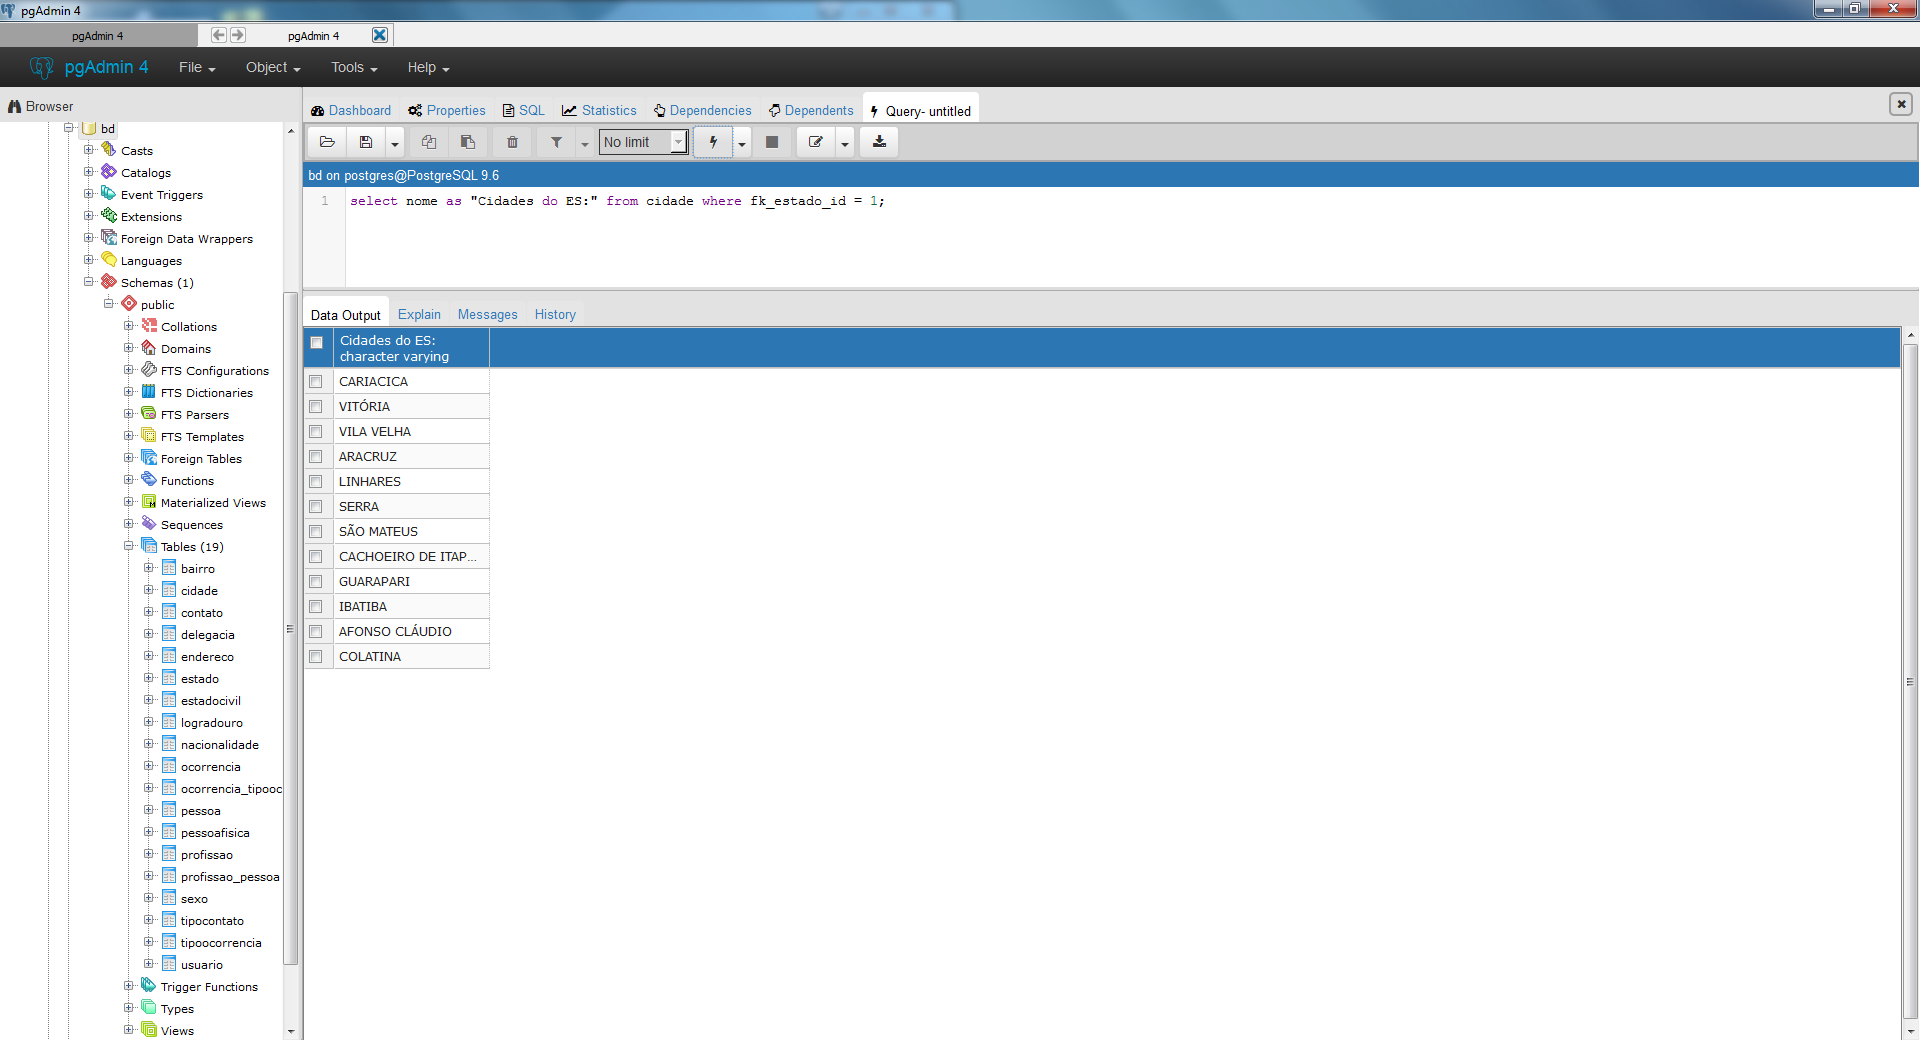 pgAdmin 4
pgAdmin 4
pgAdmin 4
pgAdmin 4
File
Object
Tools
Help
Browser
bd
Casts
Catalogs
Event Triggers
Extensions
Foreign Data Wrappers
Languages
Schemas (1)
public
Collations
Domains
FTS Configurations
FTS Dictionaries
FTS Parsers
FTS Templates
Foreign Tables
Functions
Materialized Views
Sequences
Tables (19)
bairro
cidade
contato
delegacia
endereco
estado
estadocivil
logradouro
nacionalidade
ocorrencia
ocorrencia_tipooc
pessoa
pessoafisica
profissao
profissao_pessoa
sexo
tipocontato
tipoocorrencia
usuario
Trigger Functions
Types
Views
Dashboard
Properties
SQL
Statistics
Dependencies
Dependents
Query- untitled
No limit
bd on postgres@PostgreSQL 9.6
1 select nome as "Cidades do ES:" from cidade where fk_estado_id = 1;
Data Output
Explain
Messages
History
Cidades do ES:
character varying
CARIACICA
VITÓRIA
VILA VELHA
ARACRUZ
LINHARES
SERRA
SÃO MATEUS
CACHOEIRO DE ITAP...
GUARAPARI
IBATIBA
AFONSO CLÁUDIO
COLATINA